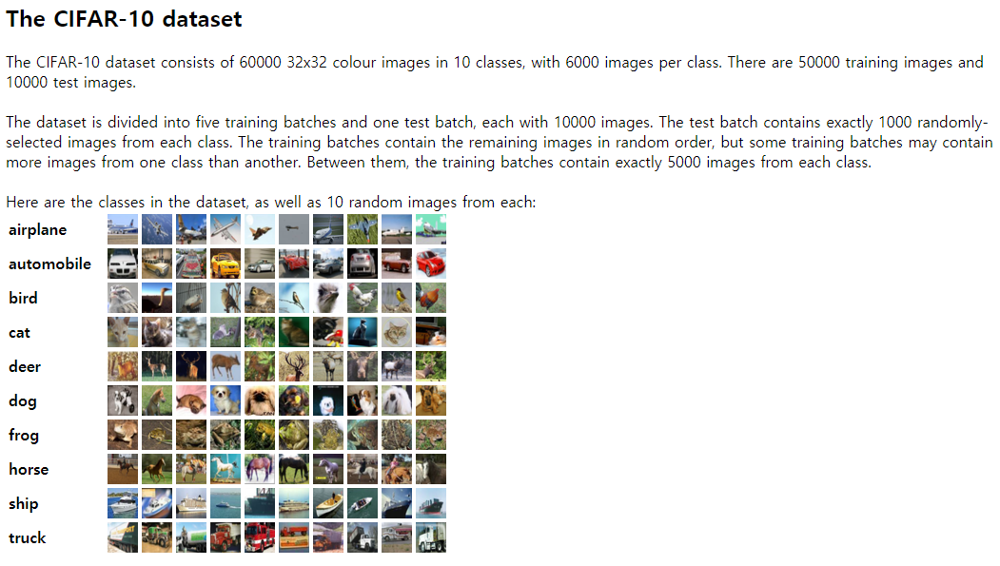 The CIFAR-10 dataset
The CIFAR-10 dataset consists of 60000 32x32 colour images in 10 classes, with 6000 images per class. There are 50000 training images and
10000 test images.
The dataset is divided into five training batches and one test batch, each with 10000 images. The test batch contains exactly 1000 randomly-
selected images from each class. The training batches contain the remaining images in random order, but some training batches may contain
more images from one class than another. Between them, the training batches contain exactly 5000 images from each class.
Here are the classes in the dataset, as well as 10 random images from each:
airplane
automobile
bird
cat
deer
dog
frog
horse
ship
truck